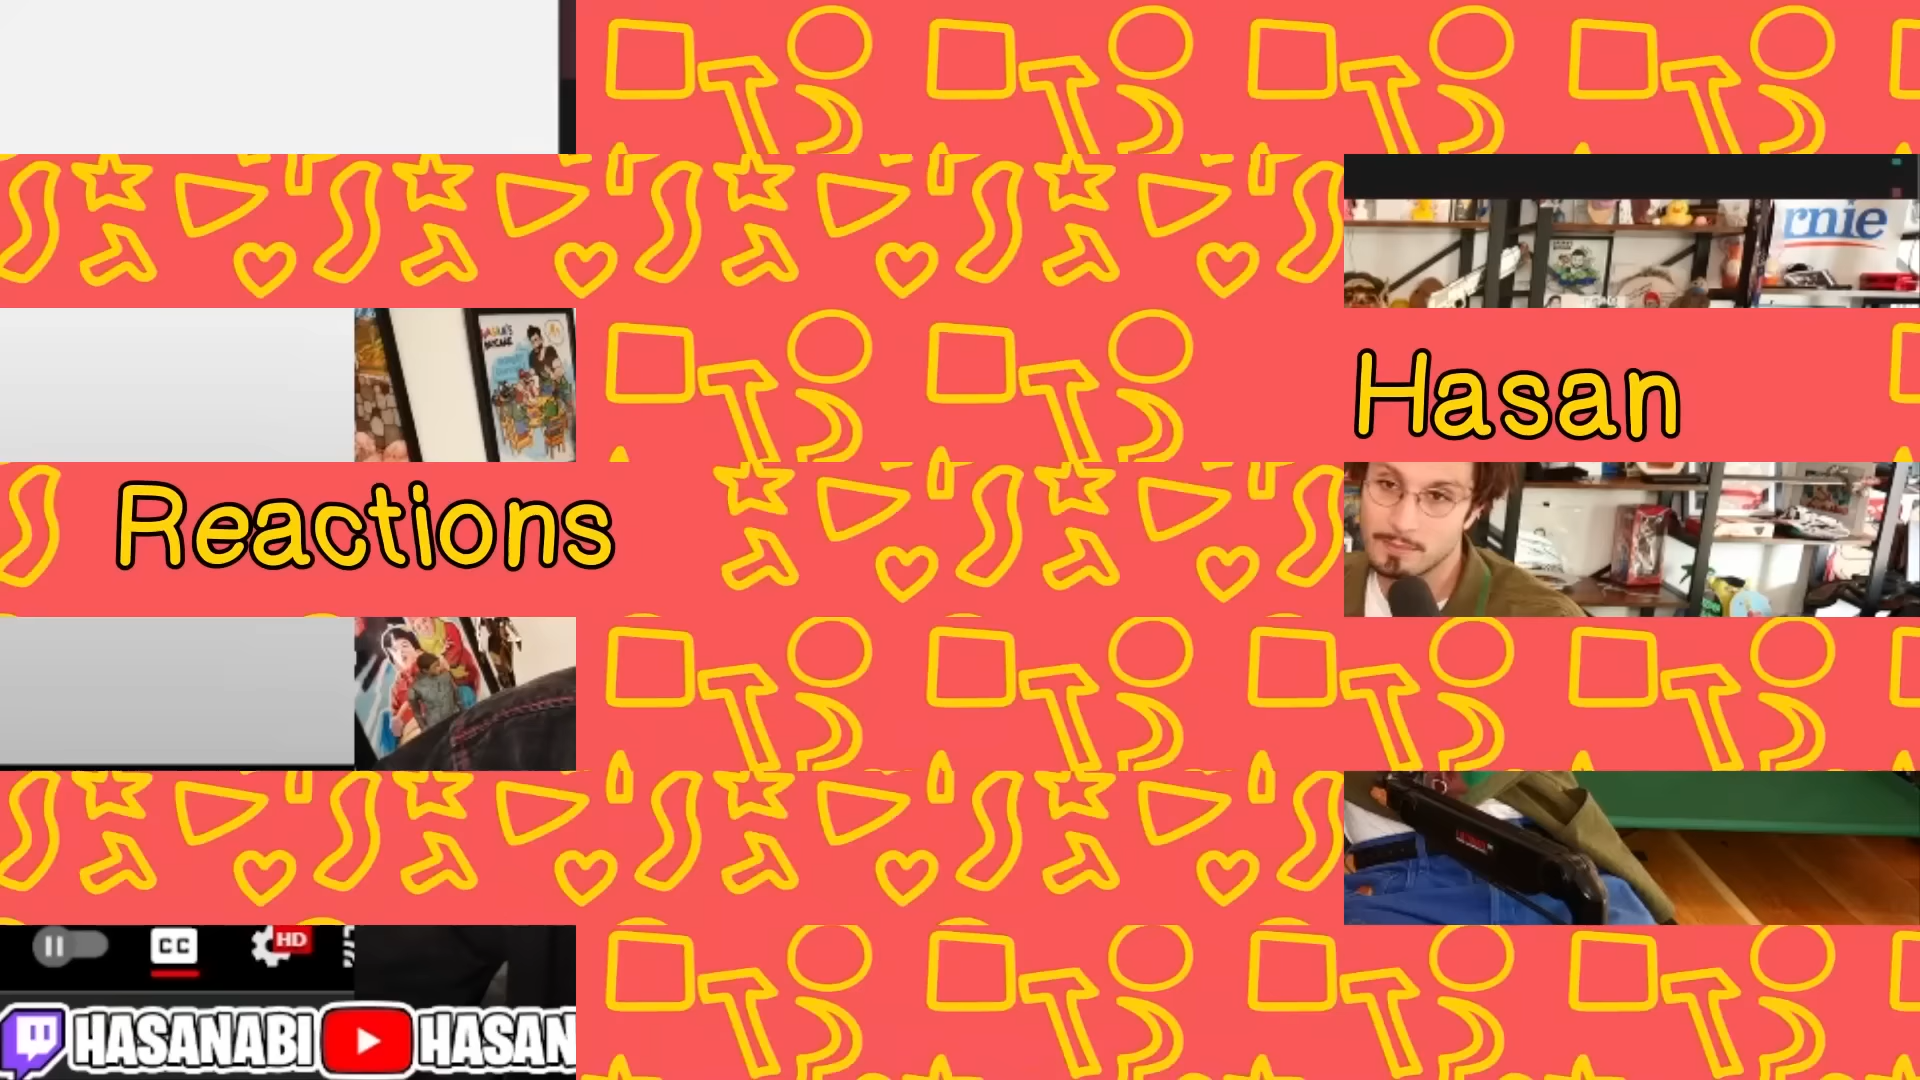 rnie
Hasan
Reactions
CC
HD
HASANABI HASAN